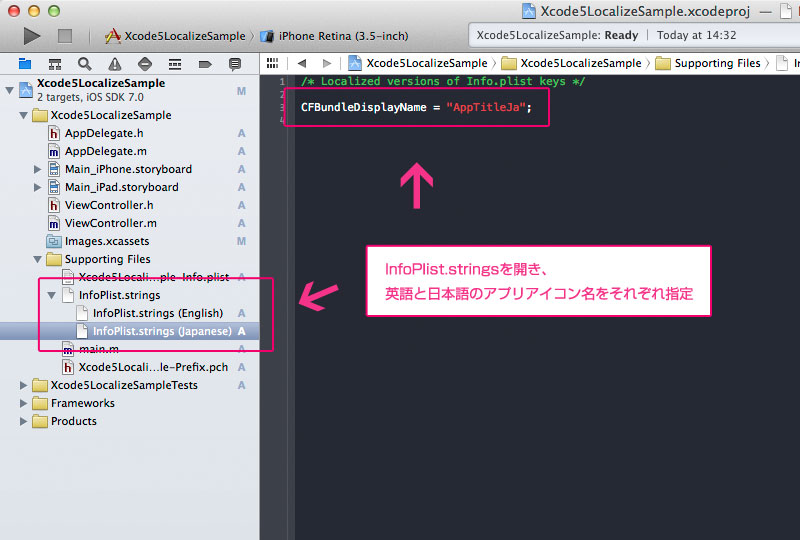 Xcode5LocalizeSample.xcodeproj —
Xcode5LocalizeSample iPhone Retina (3.5-inch)
Xcode5LocalizeSample: Ready Today at 14:32
Xcode5LocalizeSample Xcode5LocalizeSample Supporting Files
Xcode5LocalizeSample M
2 targets, iOS SDK 7.0
Xcode5LocalizeSample
AppDelegate.h A
AppDelegate.m A
Main_iPhone.storyboard A
Main_iPad.storyboard A
ViewController.h A
ViewController.m A
Images.xcassets M
Supporting Files
Xcode5Locali...ple-Info.plist A
InfoPlist.strings
InfoPlist.strings (English) A
InfoPlist.strings (Japanese) A
main.m A
Xcode5Locali...le-Prefix.pch A
Xcode5LocalizeSampleTests A
Frameworks
Products
1 /* Localized versions of Info.plist keys */
2
3 CFBundleDisplayName = "AppTitleJa";
4
InfoPlist.stringsを開き、
英語と日本語のアプリアイコン名をそれぞれ指定